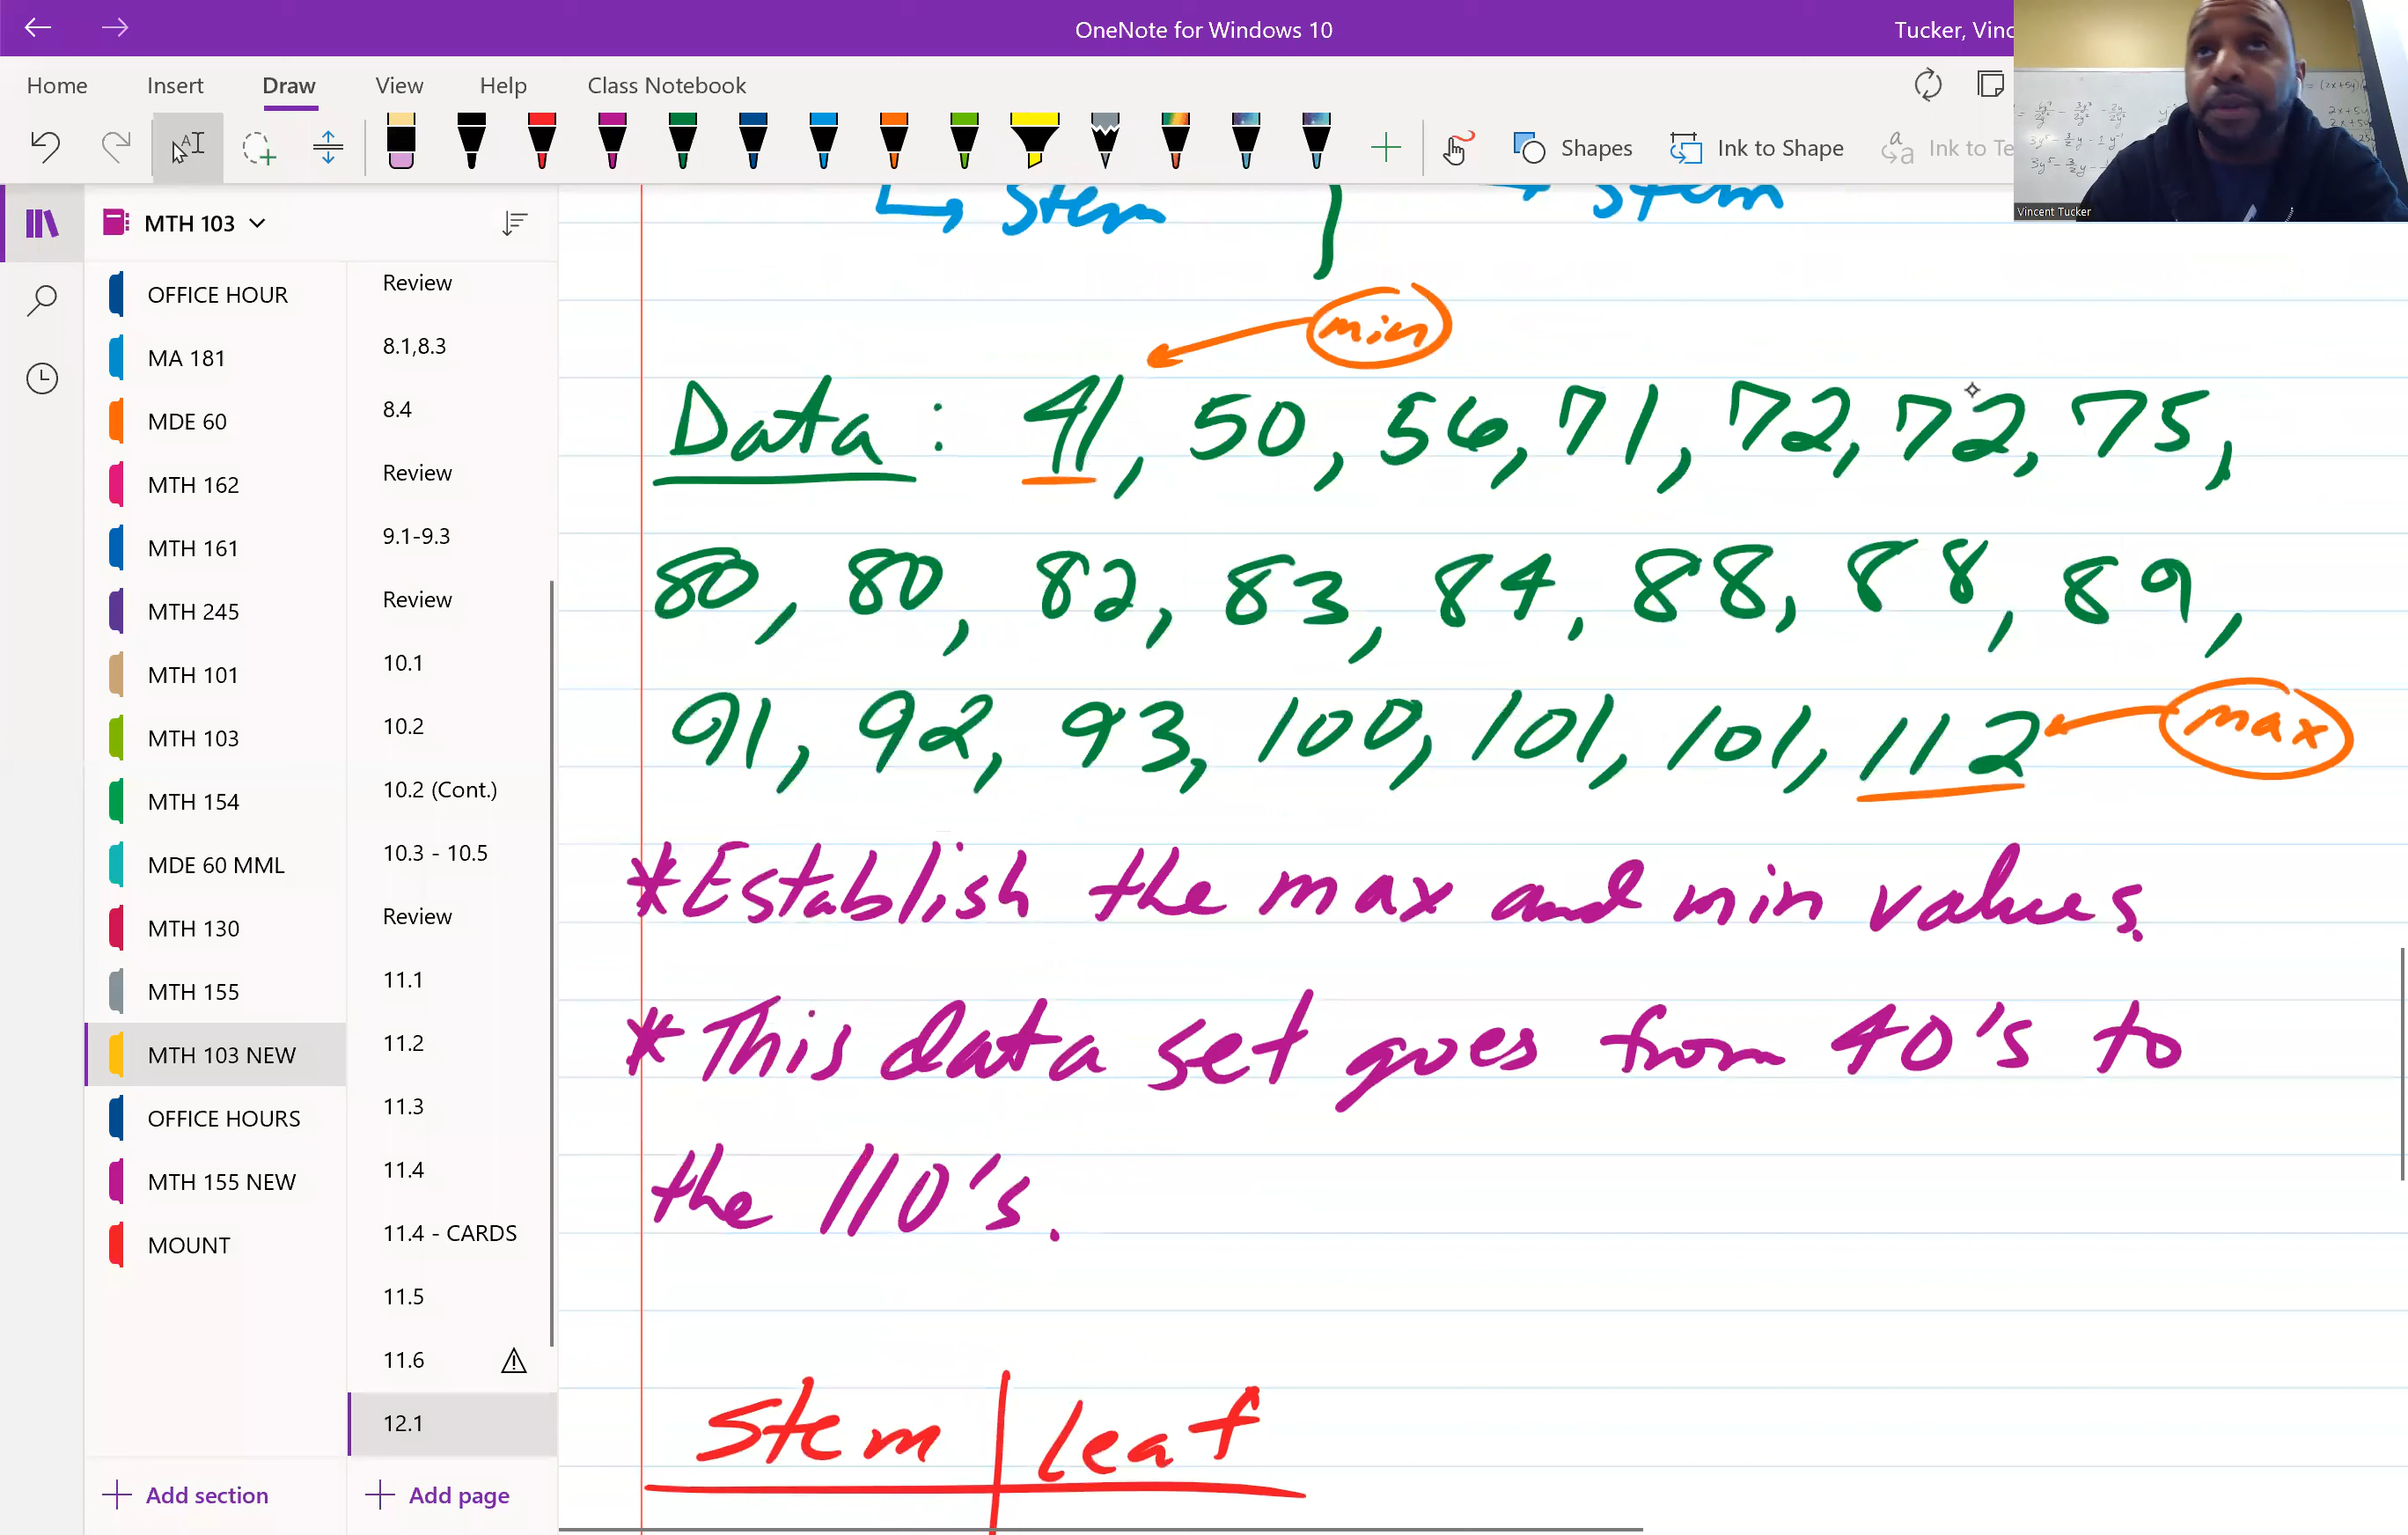 OneNote for Windows 10
Tucker, Vinc
Home Insert Draw View Help Class Notebook
Shapes Ink to Shape Ink to Te
Vincent Tucker
MTH 103
OFFICE HOUR
MA 181
MDE 60
MTH 162
MTH 161
MTH 245
MTH 101
MTH 103
MTH 154
MDE 60 MML
MTH 130
MTH 155
MTH 103 NEW
OFFICE HOURS
MTH 155 NEW
MOUNT
Add section
Review
8.1,8.3
8.4
Review
9.1-9.3
Review
10.1
10.2
10.2 (Cont.)
10.3 - 10.5
Review
11.1
11.2
11.3
11.4
11.4 - CARDS
11.5
11.6
12.1
Add page
Stem Stem
min
Data : 41, 50, 56, 71, 72, 72, 75,
80, 80, 82, 83, 84, 88, 88, 89,
91, 92, 93, 100, 101, 101, 112 max
*Establish the max and min values.
*This data set goes from 40's to
the 110's.
Stem | leaf